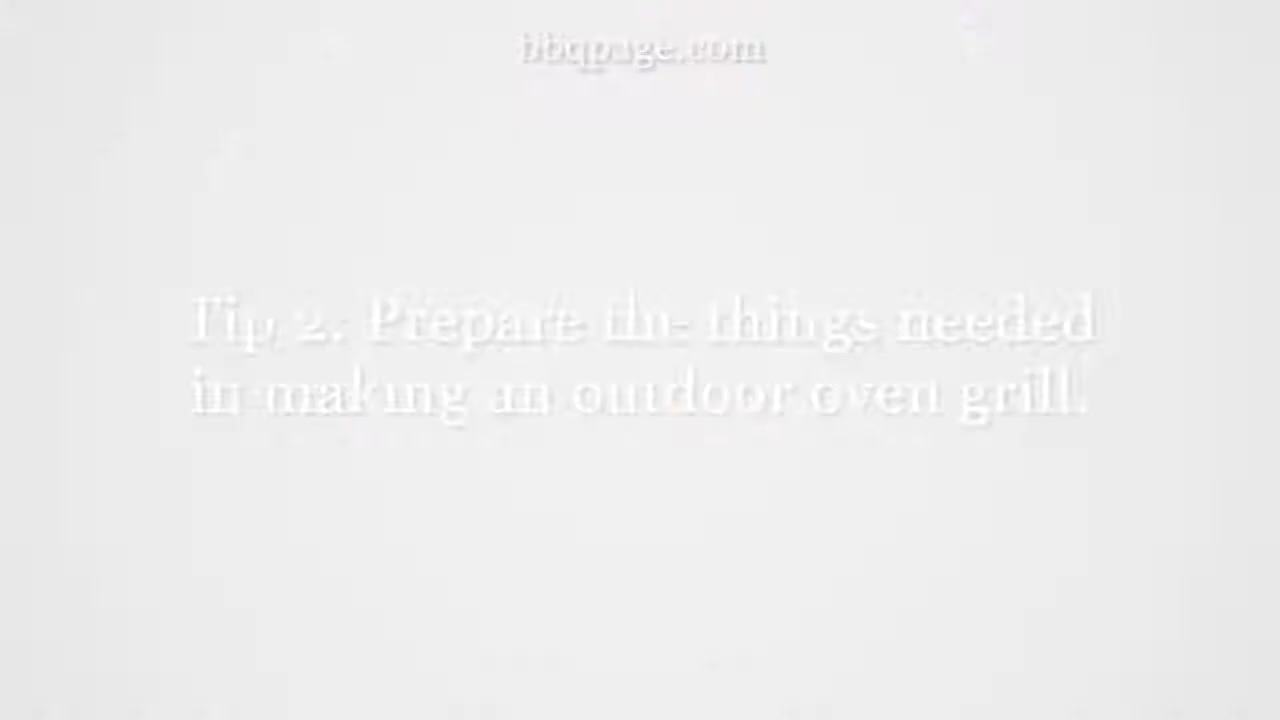 bbqpage.com
Tip 2. Prepare the things needed
in making an outdoor oven grill.